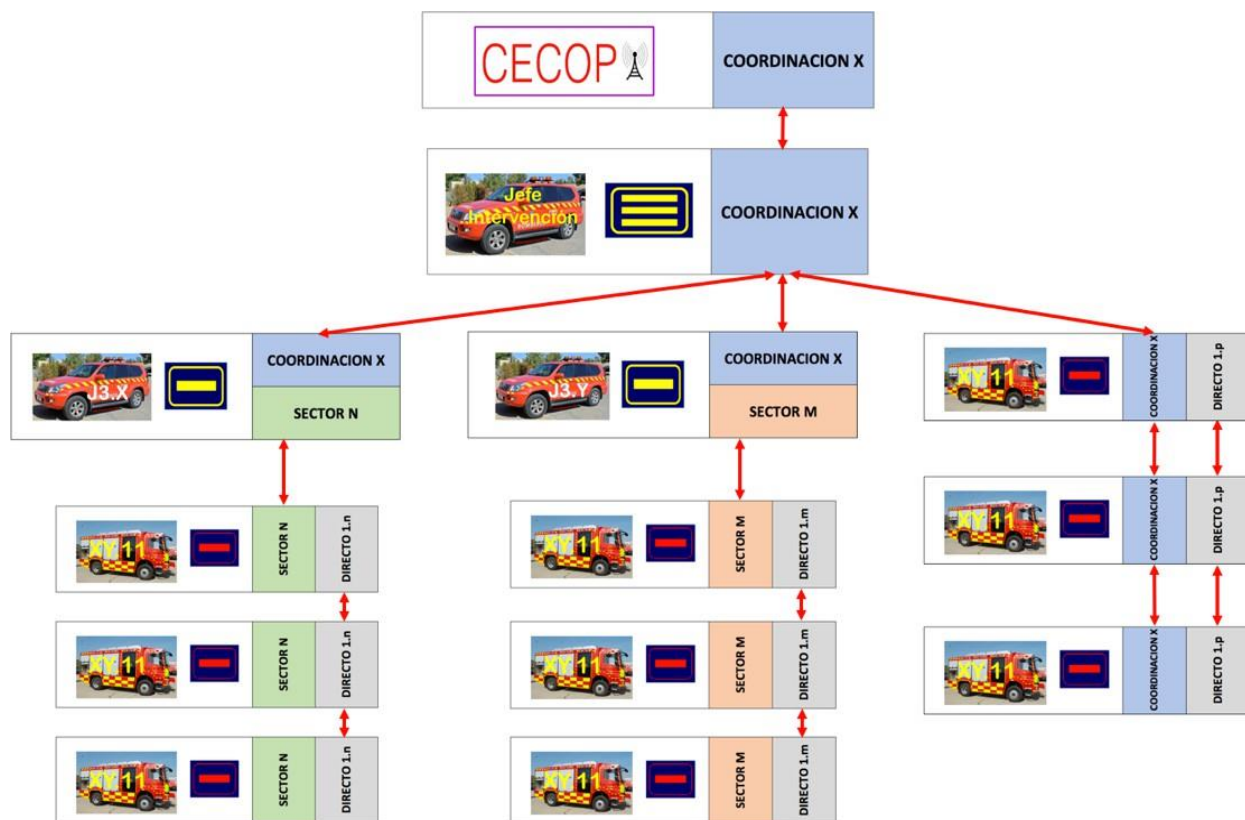 CECOP
COORDINACION X
Jefe
Intervención
COORDINACION X
J3.X
COORDINACION X
SECTOR N
J3.Y
COORDINACION X
SECTOR M
XY 11
COORDINACION X
DIRECTO 1.p
XY 11
COORDINACION X
DIRECTO 1.p
XY 11
COORDINACION X
DIRECTO 1.p
XY 11
SECTOR N
DIRECTO 1.n
XY 11
SECTOR N
DIRECTO 1.n
XY 11
SECTOR N
DIRECTO 1.n
XY 11
SECTOR M
DIRECTO 1.m
XY 11
SECTOR M
DIRECTO 1.m
XY 11
SECTOR M
DIRECTO 1.m